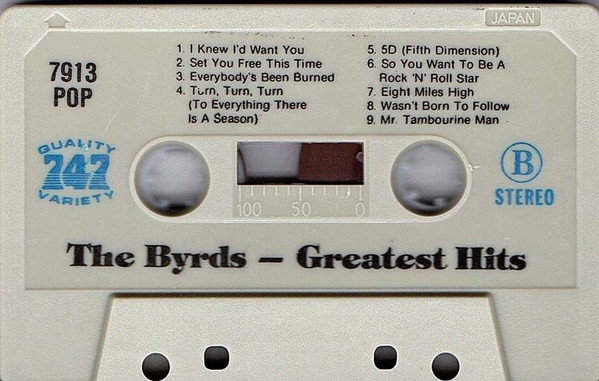 JAPAN
7913
POP
1. I Knew I'd Want You
2. Set You Free This Time
3. Everybody's Been Burned
4. Turn, Turn, Turn
(To Everything There
Is A Season)
5. 5D (Fifth Dimension)
6. So You Want To Be A
Rock 'N' Roll Star
7. Eight Miles High
8. Wasn't Born To Follow
9. Mr. Tambourine Man
QUALITY
242
VARIETY
B
STEREO
100 50 0
The Byrds – Greatest Hits